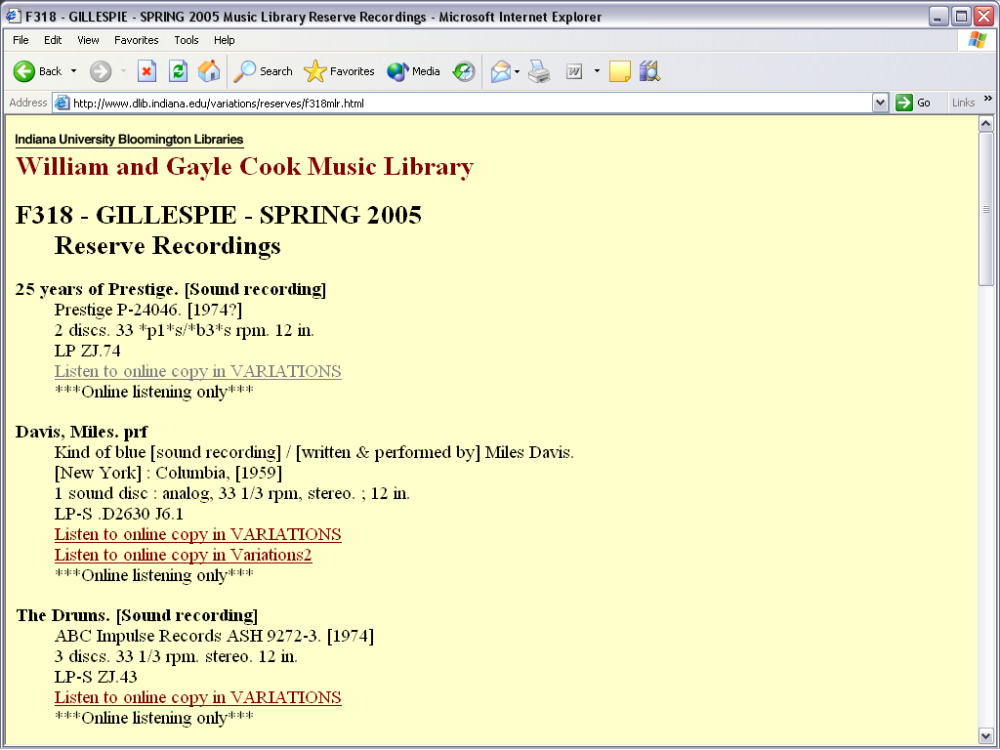 F318 - GILLESPIE - SPRING 2005 Music Library Reserve Recordings - Microsoft Internet Explorer
File Edit View Favorites Tools Help
Back Search Favorites Media W
Address http://www.dlib.indiana.edu/variations/reserves/f318mlr.html Go Links »
Indiana University Bloomington Libraries
William and Gayle Cook Music Library
F318 - GILLESPIE - SPRING 2005
Reserve Recordings
25 years of Prestige. [Sound recording]
Prestige P-24046. [1974?]
2 discs. 33 *p1*s/*b3*s rpm. 12 in.
LP ZJ.74
Listen to online copy in VARIATIONS
***Online listening only***
Davis, Miles. prf
Kind of blue [sound recording] / [written & performed by] Miles Davis.
[New York] : Columbia, [1959]
1 sound disc : analog, 33 1/3 rpm, stereo. ; 12 in.
LP-S .D2630 J6.1
Listen to online copy in VARIATIONS
Listen to online copy in Variations2
***Online listening only***
The Drums. [Sound recording]
ABC Impulse Records ASH 9272-3. [1974]
3 discs. 33 1/3 rpm. stereo. 12 in.
LP-S ZJ.43
Listen to online copy in VARIATIONS
***Online listening only***